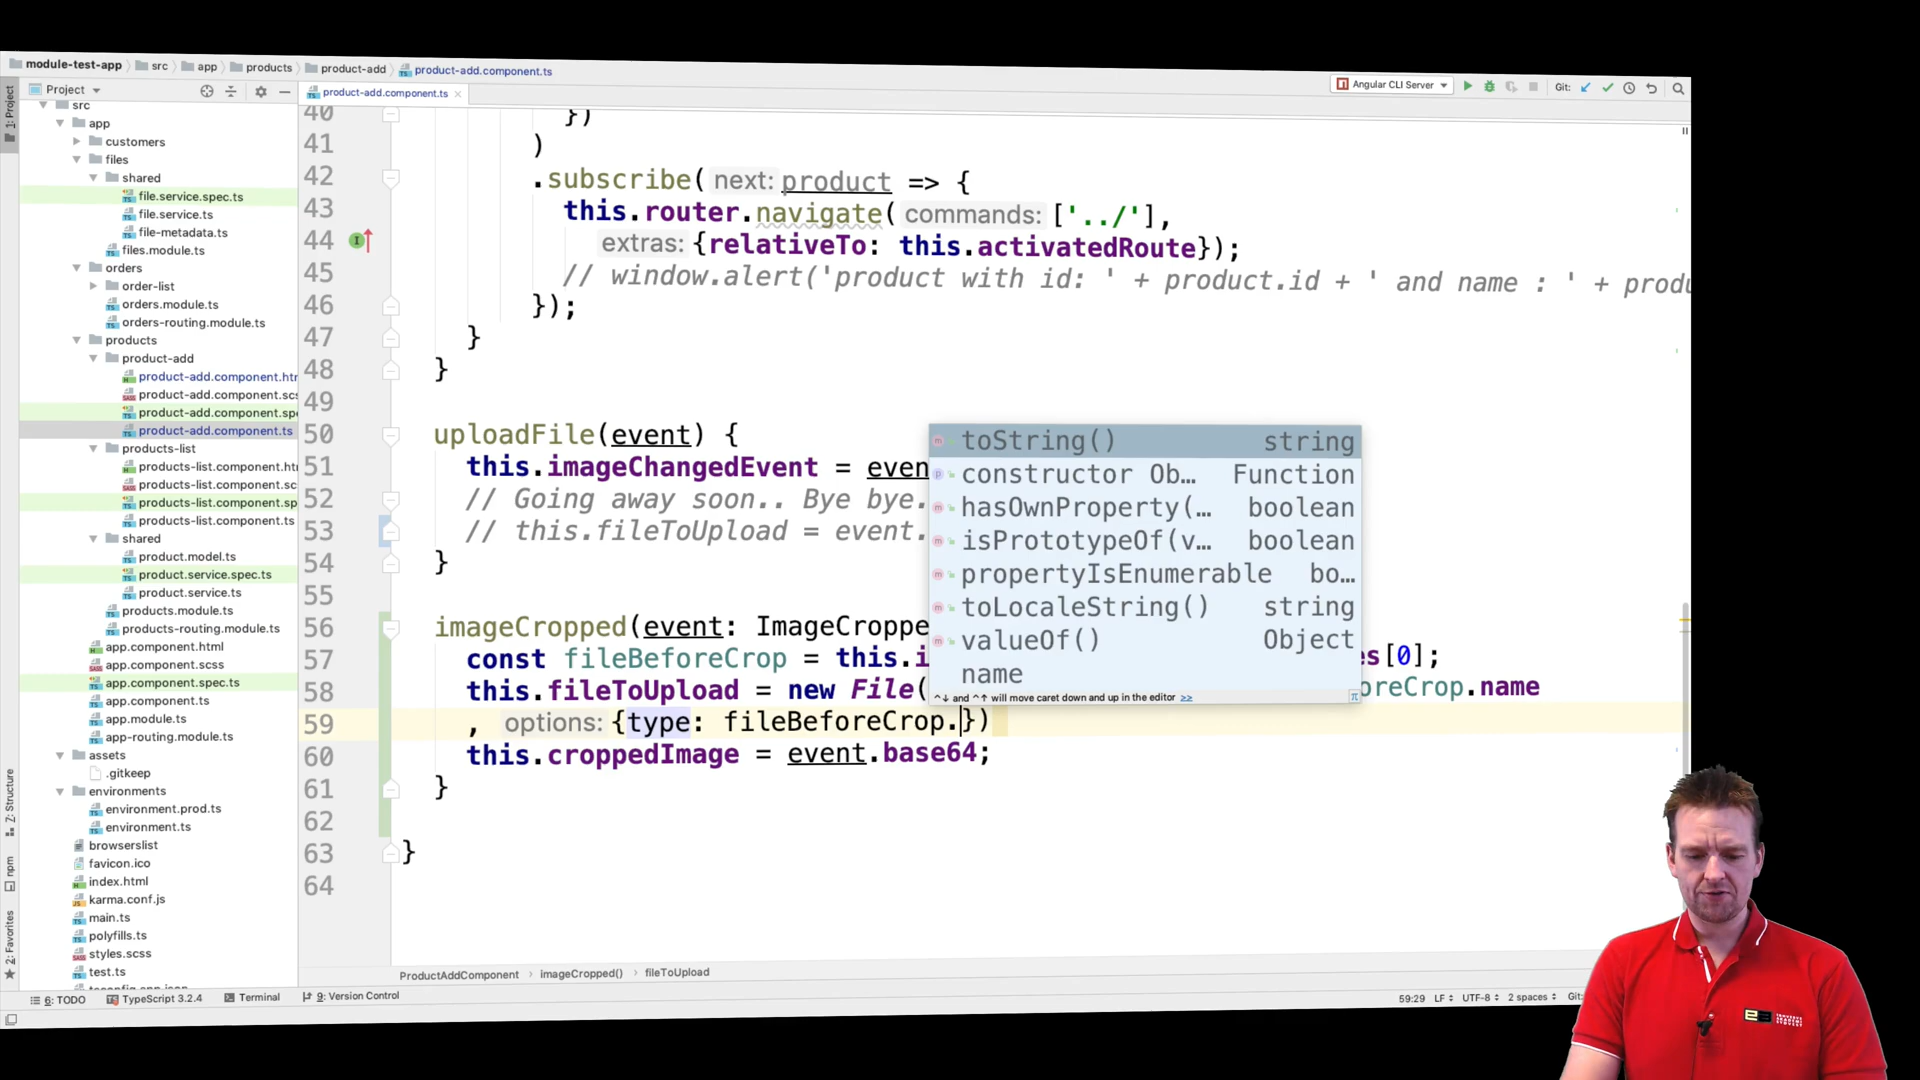 module-test-app src app products product-add product-add.component.ts
Angular CLI Server Git:
1: Project
Project
product-add.component.ts
src
app
customers
files
shared
file.service.spec.ts
file.service.ts
file-metadata.ts
files.module.ts
orders
order-list
orders.module.ts
orders-routing.module.ts
products
product-add
product-add.component.htr
product-add.component.sc
product-add.component.spe
product-add.component.ts
products-list
products-list.component.htr
products-list.component.sc
products-list.component.sp
products-list.component.ts
shared
product.model.ts
product.service.spec.ts
product.service.ts
products.module.ts
products-routing.module.ts
app.component.html
app.component.scss
app.component.spec.ts
app.component.ts
app.module.ts
app-routing.module.ts
assets
.gitkeep
environments
environment.prod.ts
environment.ts
browserslist
favicon.ico
index.html
karma.conf.js
main.ts
polyfills.ts
styles.scss
test.ts
tsconfig.app.json
40 })
41 )
42 .subscribe( next: product => {
43 this.router.navigate( commands: ['../'],
44 extras: {relativeTo: this.activatedRoute});
45 // window.alert('product with id: ' + product.id + ' and name : ' + produ
46 });
47 }
48 }
49
50 uploadFile(event) {
51 this.imageChangedEvent = even
52 // Going away soon.. Bye bye.
53 // this.fileToUpload = event.
54 }
55
56 imageCropped(event: ImageCroppe
57 const fileBeforeCrop = this.i es[0];
58 this.fileToUpload = new File( oreCrop.name
59 , options: {type: fileBeforeCrop.})
60 this.croppedImage = event.base64;
61 }
62
63 }
64
toString() string
constructor Ob… Function
hasOwnProperty(… boolean
isPrototypeOf(v… boolean
propertyIsEnumerable bo…
toLocaleString() string
valueOf() Object
name
^↓ and ^↑ will move caret down and up in the editor >> π
Z: Structure
npm
2: Favorites
ProductAddComponent › imageCropped() › fileToUpload
6: TODO TypeScript 3.2.4 Terminal 9: Version Control
59:29 LF UTF-8 2 spaces Git: